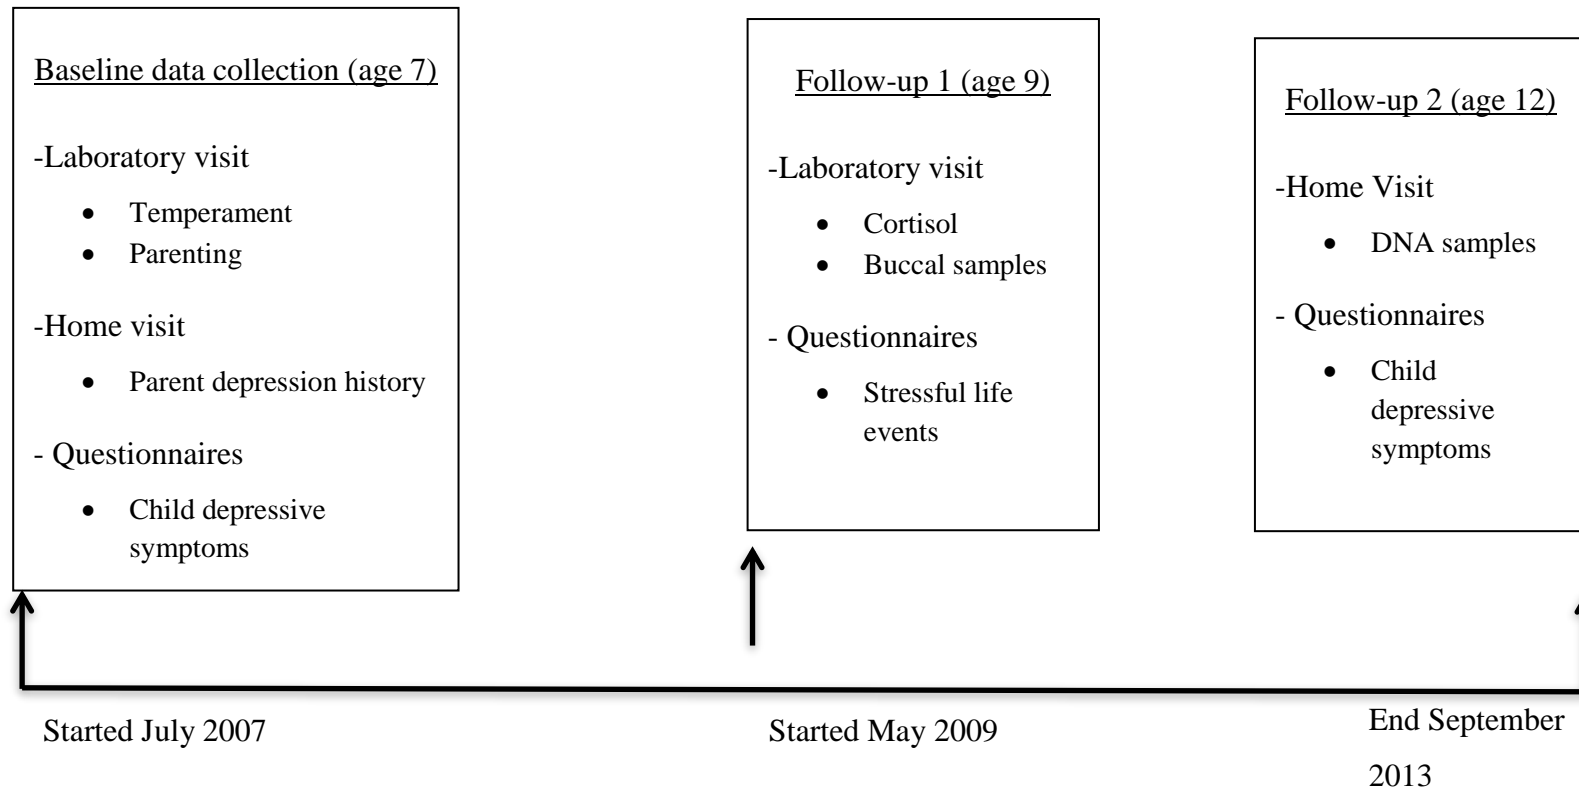 Baseline data collection (age 7)
-Laboratory visit
• Temperament
• Parenting
-Home visit
• Parent depression history
- Questionnaires
• Child depressive
symptoms
Follow-up 1 (age 9)
-Laboratory visit
• Cortisol
• Buccal samples
- Questionnaires
• Stressful life
events
Follow-up 2 (age 12)
-Home Visit
• DNA samples
- Questionnaires
• Child
depressive
symptoms
Started July 2007
Started May 2009
End September
2013